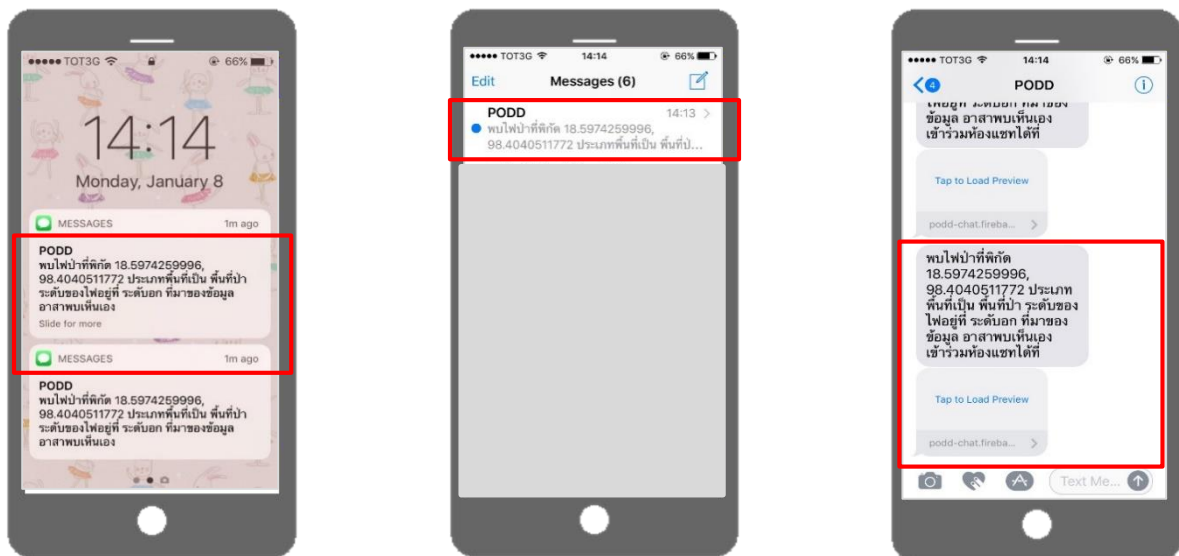 ●●●●● TOT3G 66%
14:14
Monday, January 8
MESSAGES 1m ago
PODD
พบไฟป่าที่พิกัด 18.5974259996,
98.4040511772 ประเภทพื้นที่เป็น พื้นที่ป่า
ระดับของไฟอยู่ที่ ระดับอก ที่มาของข้อมูล
อาสาพบเห็นเอง
Slide for more
MESSAGES 1m ago
PODD
พบไฟป่าที่พิกัด 18.5974259996,
98.4040511772 ประเภทพื้นที่เป็น พื้นที่ป่า
ระดับของไฟอยู่ที่ ระดับอก ที่มาของข้อมูล
อาสาพบเห็นเอง
●●●●● TOT3G 14:14 66%
Edit Messages (6)
PODD 14:13
พบไฟป่าที่พิกัด 18.5974259996,
98.4040511772 ประเภทพื้นที่เป็น พื้นที่ป...
●●●●● TOT3G 14:14 66%
4 PODD
ข้อมูล อาสาพบเห็นเอง
เข้าร่วมห้องแชทได้ที่
Tap to Load Preview
podd-chat.fireba...
พบไฟป่าที่พิกัด
18.5974259996,
98.4040511772 ประเภท
พื้นที่เป็น พื้นที่ป่า ระดับของ
ไฟอยู่ที่ ระดับอก ที่มาของ
ข้อมูล อาสาพบเห็นเอง
เข้าร่วมห้องแชทได้ที่
Tap to Load Preview
podd-chat.fireba...
Text Me...